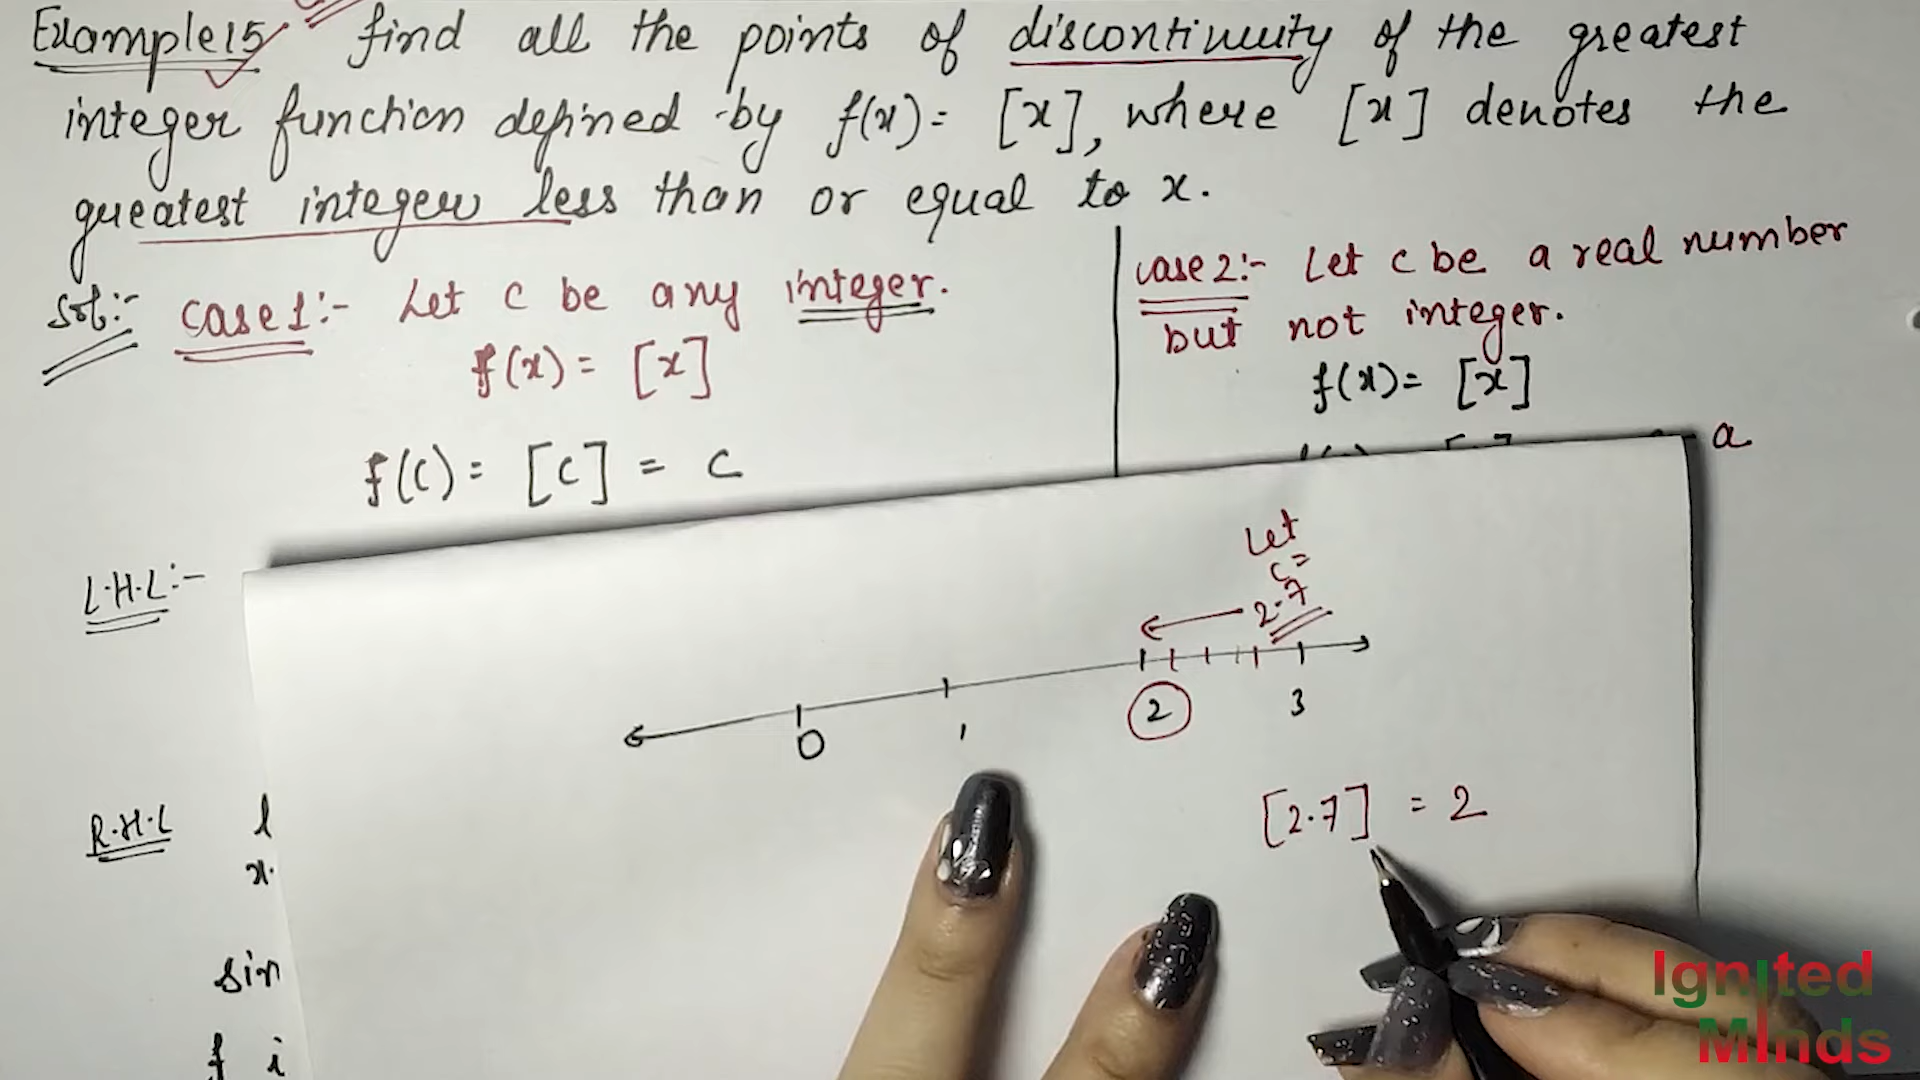 Example 15 find all the points of discontinuity of the greatest
integer function defined by f(x) = [x], where [x] denotes the
greatest integer less than or equal to x.
Sol:- Case 1:- Let c be any integer.
f(x) = [x]
f(c) = [c] = c
L.H.L:-
R.H.L l
x.
sin
f i
Case 2:- Let c be a real number
but not integer.
f(x) = [x]
a
Let
c =
2.7
0 1 2 3
[2.7] = 2
Ignited
Minds